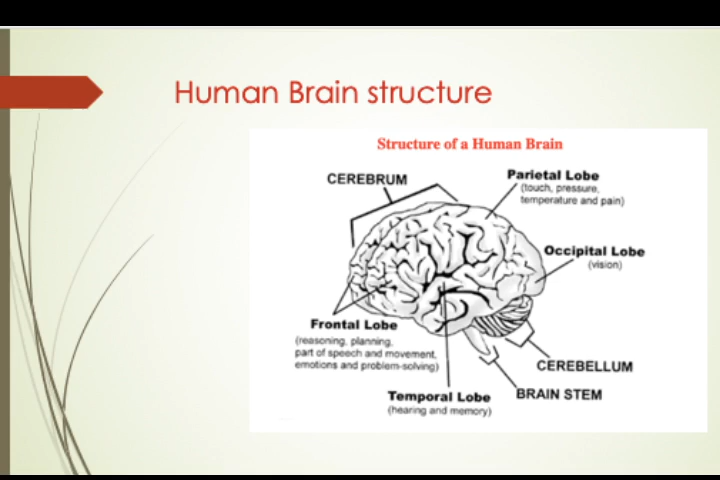 Human Brain structure
Structure of a Human Brain
CEREBRUM
Parietal Lobe
(touch, pressure,
temperature and pain)
Occipital Lobe
(vision)
Frontal Lobe
(reasoning, planning,
part of speech and movement,
emotions and problem-solving)
CEREBELLUM
BRAIN STEM
Temporal Lobe
(hearing and memory)